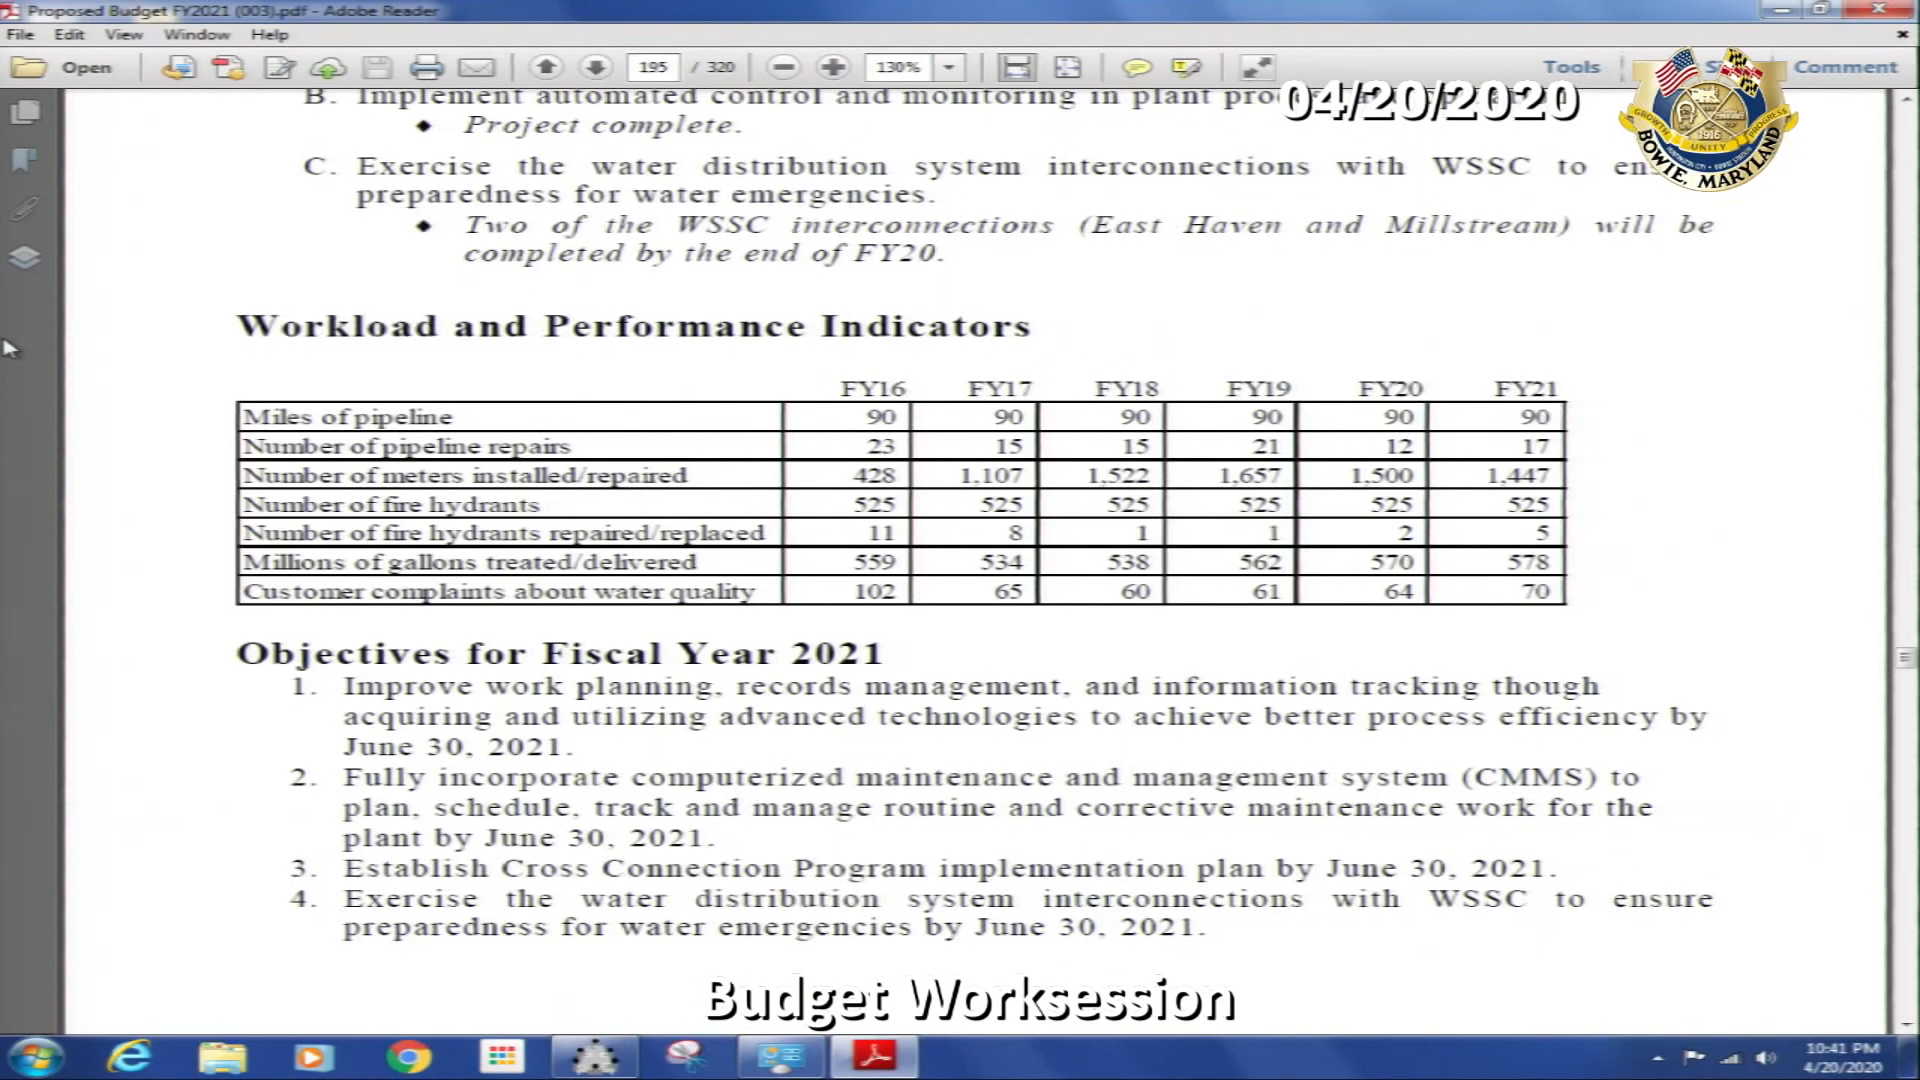 Proposed Budget FY2021 (003).pdf - Adobe Reader
File Edit View Window Help
Open 195 / 320 130% Tools Comment
04/20/2020
B. Implement automated control and monitoring in plant
◆ Project complete.
C. Exercise the water distribution system interconnections with WSSC to
preparedness for water emergencies.
◆ Two of the WSSC interconnections (East Haven and Millstream) will be
completed by the end of FY20.
GROWTH UNITY PROGRESS
1916
BOWIE, MARYLAND
Workload and Performance Indicators
FY16 FY17 FY18 FY19 FY20 FY21
Miles of pipeline 90 90 90 90 90 90
Number of pipeline repairs 23 15 15 21 12 17
Number of meters installed/repaired 428 1,107 1,522 1,657 1,500 1,447
Number of fire hydrants 525 525 525 525 525 525
Number of fire hydrants repaired/replaced 11 8 1 1 2 5
Millions of gallons treated/delivered 559 534 538 562 570 578
Customer complaints about water quality 102 65 60 61 64 70
Objectives for Fiscal Year 2021
1. Improve work planning, records management, and information tracking though
acquiring and utilizing advanced technologies to achieve better process efficiency by
June 30, 2021.
2. Fully incorporate computerized maintenance and management system (CMMS) to
plan, schedule, track and manage routine and corrective maintenance work for the
plant by June 30, 2021.
3. Establish Cross Connection Program implementation plan by June 30, 2021.
4. Exercise the water distribution system interconnections with WSSC to ensure
preparedness for water emergencies by June 30, 2021.
Budget Worksession
10:41 PM
4/20/2020